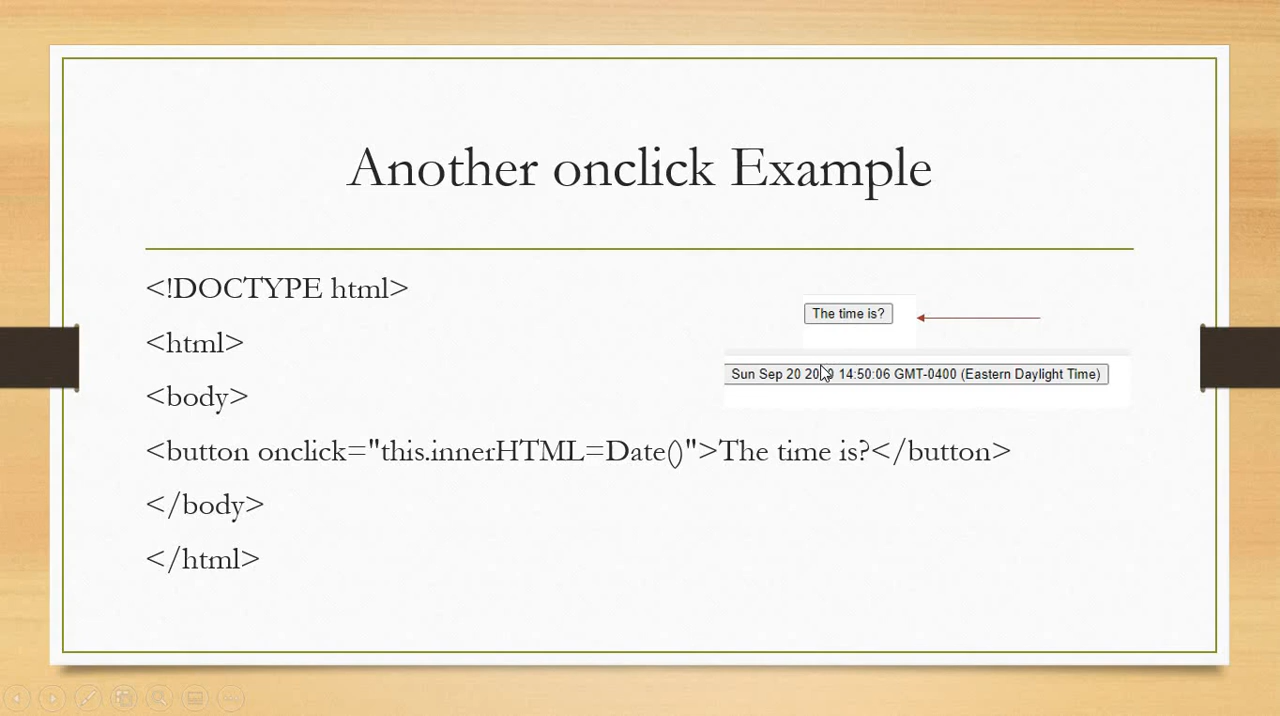 Another onclick Example
<!DOCTYPE html>
<html>
<body>
<button onclick="this.innerHTML=Date()">The time is?</button>
</body>
</html>
The time is?
Sun Sep 20 14:50:06 GMT-0400 (Eastern Daylight Time)